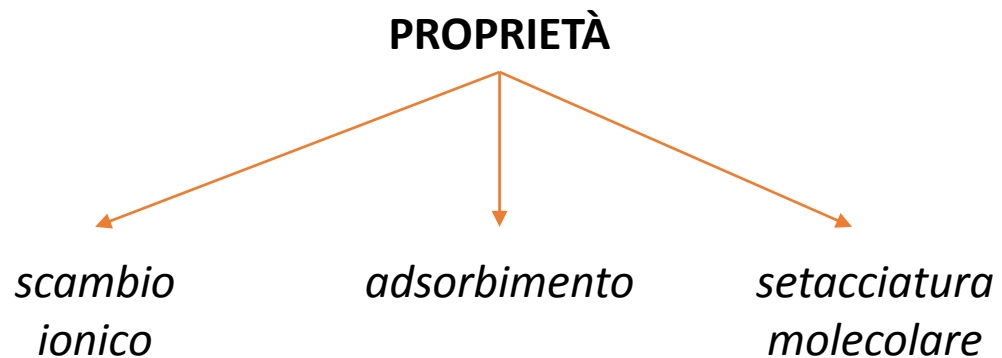 PROPRIETÀ
scambio
ionico
adsorbimento
setacciatura
molecolare